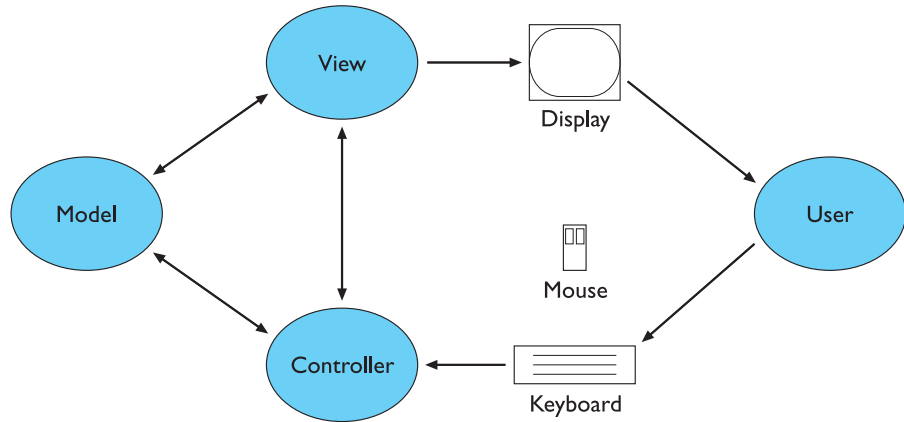 View
Display
Model
User
Mouse
Controller
Keyboard